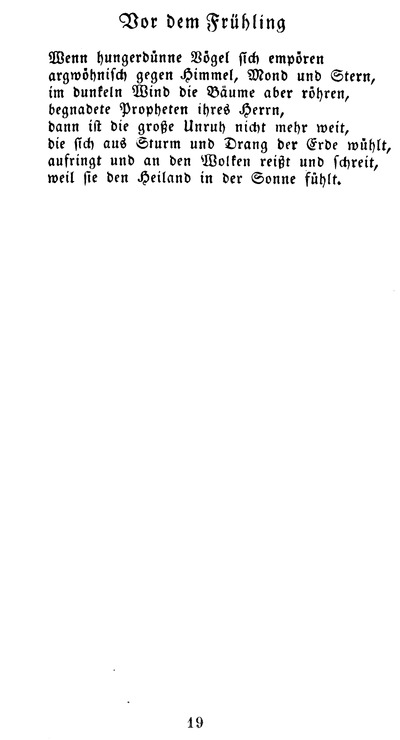 Vor dem Frühling
Wenn hungerdünne Vögel sich empören
argwöhnisch gegen Himmel, Mond und Stern,
im dunkeln Wind die Bäume aber röhren,
begnadete Propheten ihres Herrn,
dann ist die große Unruh nicht mehr weit,
die sich aus Sturm und Drang der Erde wühlt,
aufringt und an den Wolken reißt und schreit,
weil sie den Heiland in der Sonne fühlt.
19